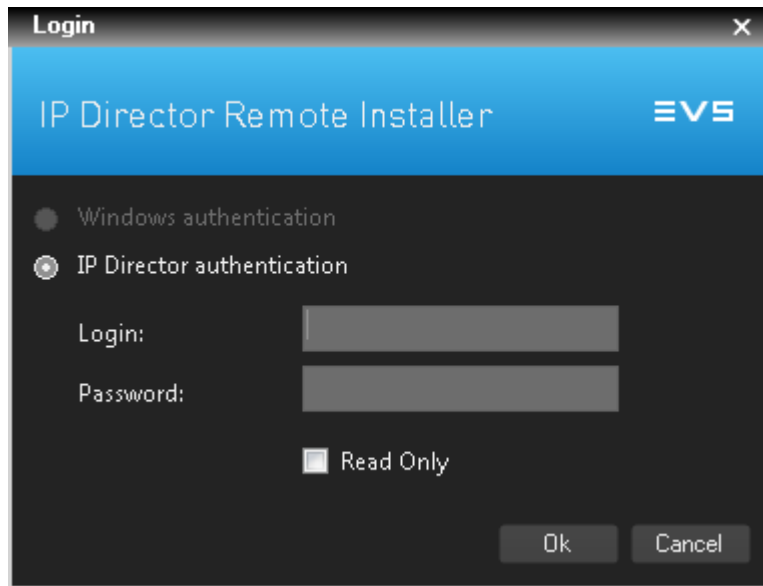 Login
IP Director Remote Installer EVS
Windows authentication
IP Director authentication
Login:
Password:
Read Only
Ok Cancel